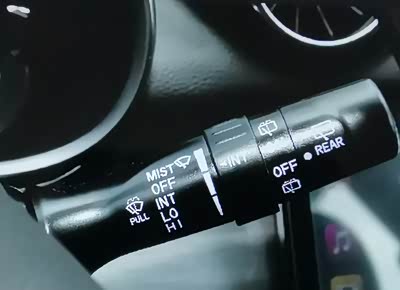 MIST
OFF
INT
LO
HI
PULL
INT
OFF
REAR